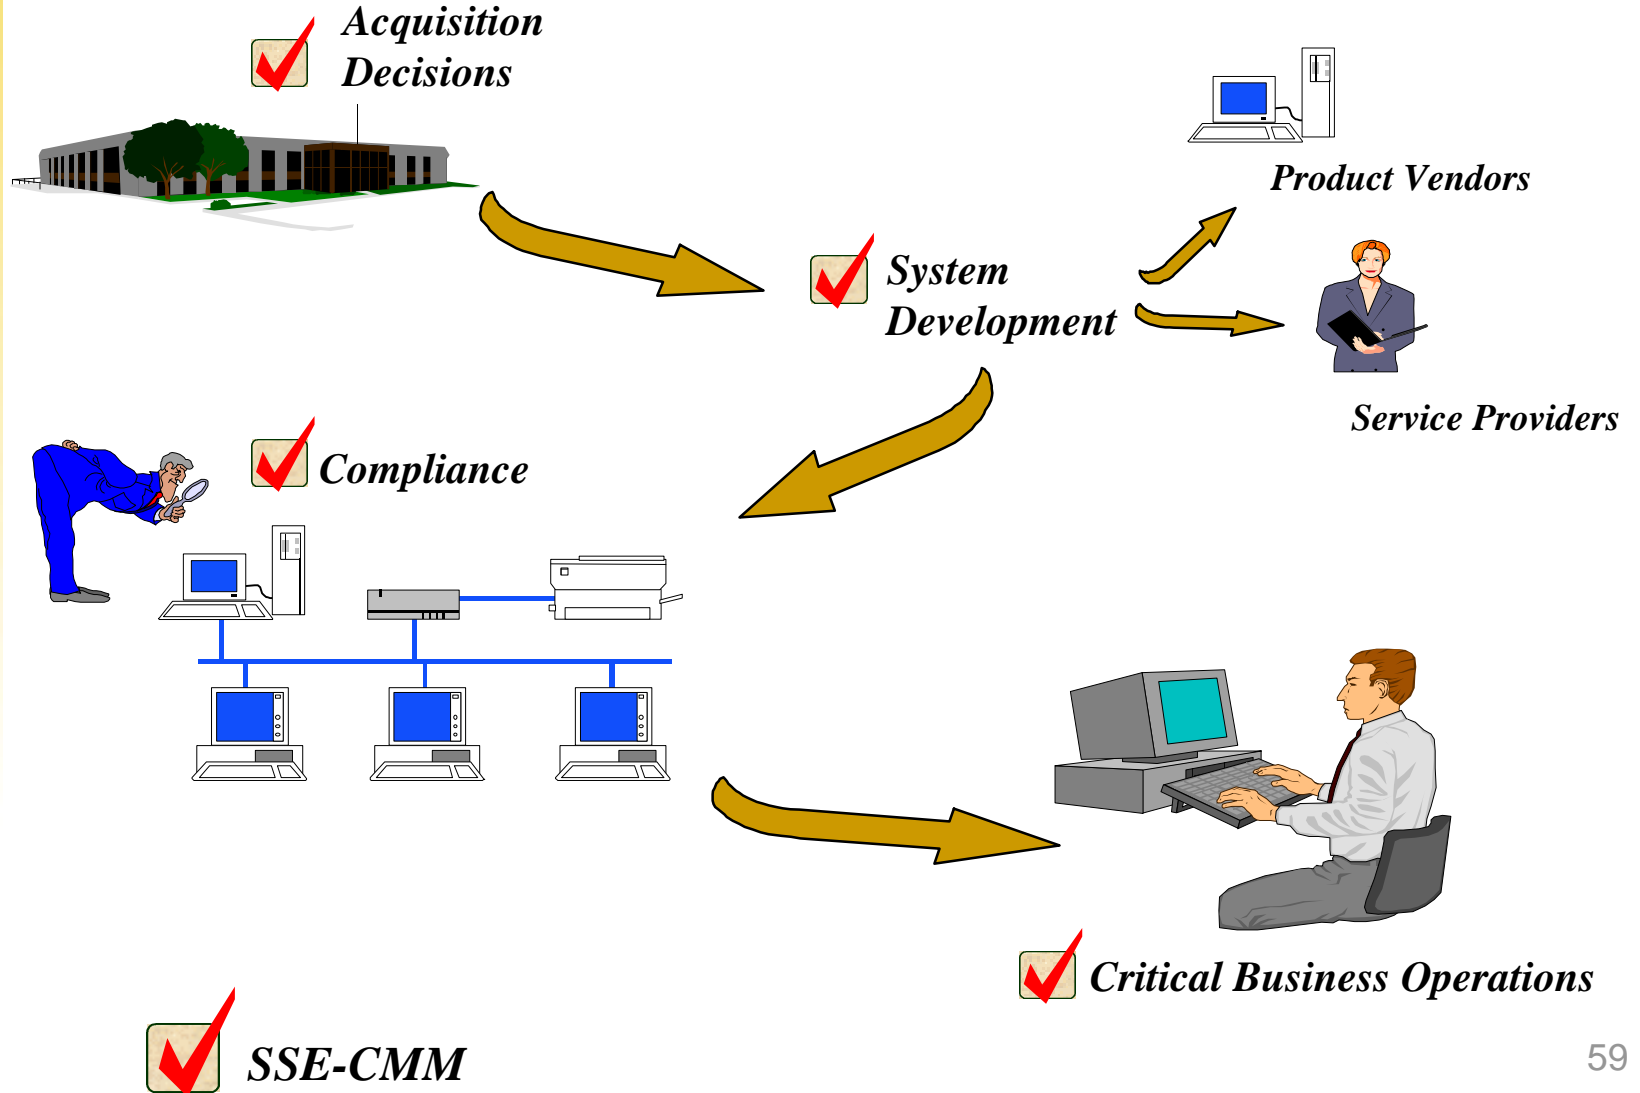 Acquisition
Decisions
Product Vendors
System
Development
Service Providers
Compliance
Critical Business Operations
SSE-CMM
59